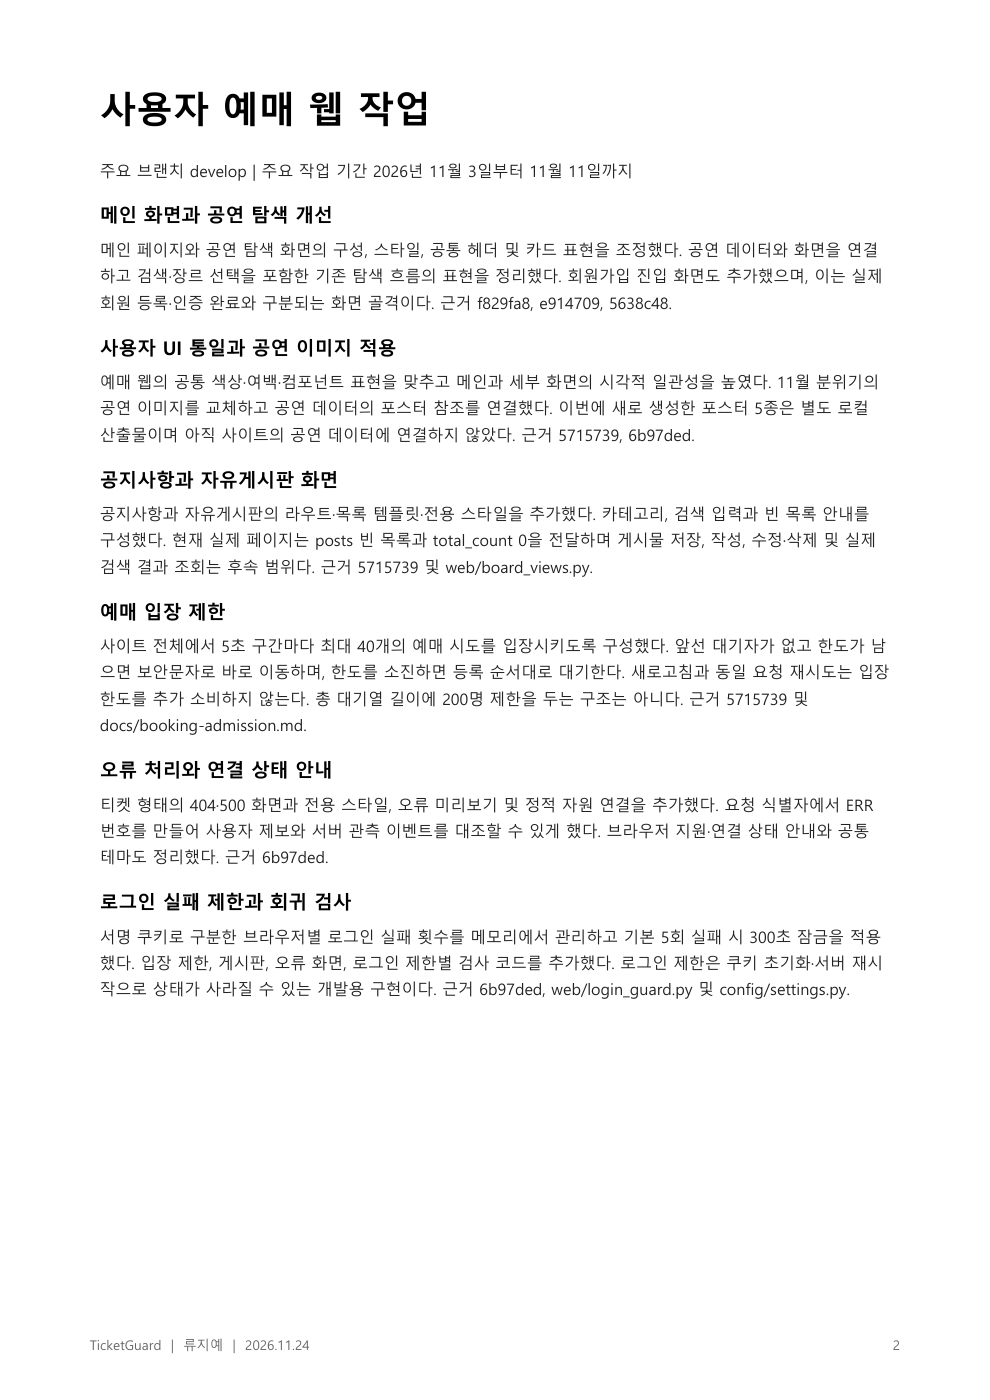 사용자 예매 웹 작업
주요 브랜치 develop | 주요 작업 기간 2026년 11월 3일부터 11월 11일까지
메인 화면과 공연 탐색 개선
메인 페이지와 공연 탐색 화면의 구성, 스타일, 공통 헤더 및 카드 표현을 조정했다. 공연 데이터와 화면을 연결
하고 검색·장르 선택을 포함한 기존 탐색 흐름의 표현을 정리했다. 회원가입 진입 화면도 추가했으며, 이는 실제
회원 등록·인증 완료와 구분되는 화면 골격이다. 근거 f829fa8, e914709, 5638c48.
사용자 UI 통일과 공연 이미지 적용
예매 웹의 공통 색상·여백·컴포넌트 표현을 맞추고 메인과 세부 화면의 시각적 일관성을 높였다. 11월 분위기의
공연 이미지를 교체하고 공연 데이터의 포스터 참조를 연결했다. 이번에 새로 생성한 포스터 5종은 별도 로컬
산출물이며 아직 사이트의 공연 데이터에 연결하지 않았다. 근거 5715739, 6b97ded.
공지사항과 자유게시판 화면
공지사항과 자유게시판의 라우트·목록 템플릿·전용 스타일을 추가했다. 카테고리, 검색 입력과 빈 목록 안내를
구성했다. 현재 실제 페이지는 posts 빈 목록과 total_count 0을 전달하며 게시물 저장, 작성, 수정·삭제 및 실제
검색 결과 조회는 후속 범위다. 근거 5715739 및 web/board_views.py.
예매 입장 제한
사이트 전체에서 5초 구간마다 최대 40개의 예매 시도를 입장시키도록 구성했다. 앞선 대기자가 없고 한도가 남
으면 보안문자로 바로 이동하며, 한도를 소진하면 등록 순서대로 대기한다. 새로고침과 동일 요청 재시도는 입장
한도를 추가 소비하지 않는다. 총 대기열 길이에 200명 제한을 두는 구조는 아니다. 근거 5715739 및
docs/booking-admission.md.
오류 처리와 연결 상태 안내
티켓 형태의 404·500 화면과 전용 스타일, 오류 미리보기 및 정적 자원 연결을 추가했다. 요청 식별자에서 ERR
번호를 만들어 사용자 제보와 서버 관측 이벤트를 대조할 수 있게 했다. 브라우저 지원·연결 상태 안내와 공통
테마도 정리했다. 근거 6b97ded.
로그인 실패 제한과 회귀 검사
서명 쿠키로 구분한 브라우저별 로그인 실패 횟수를 메모리에서 관리하고 기본 5회 실패 시 300초 잠금을 적용
했다. 입장 제한, 게시판, 오류 화면, 로그인 제한별 검사 코드를 추가했다. 로그인 제한은 쿠키 초기화·서버 재시
작으로 상태가 사라질 수 있는 개발용 구현이다. 근거 6b97ded, web/login_guard.py 및 config/settings.py.
TicketGuard | 류지예 | 2026.11.24 2